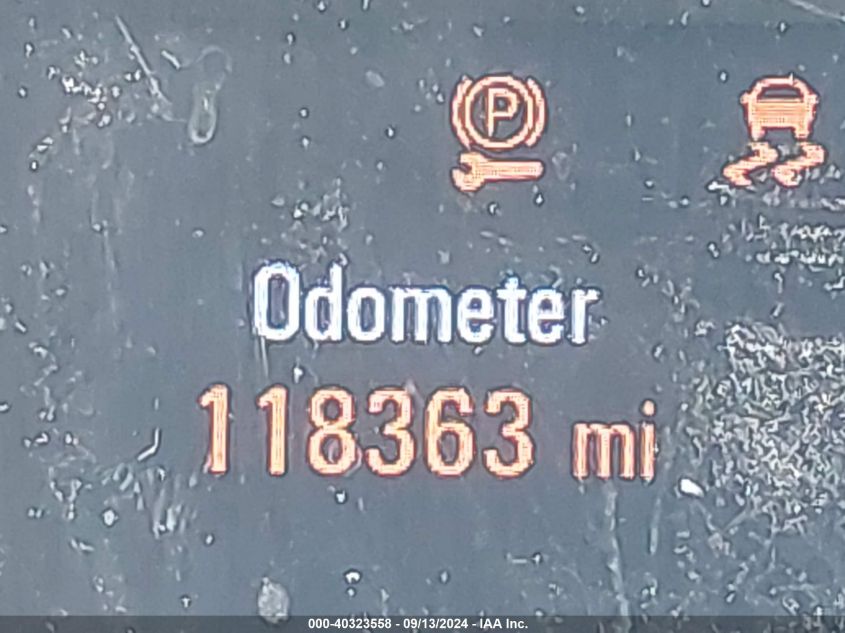 P
Odometer
118363 mi
000-40323558 - 09/13/2024 - IAA Inc.